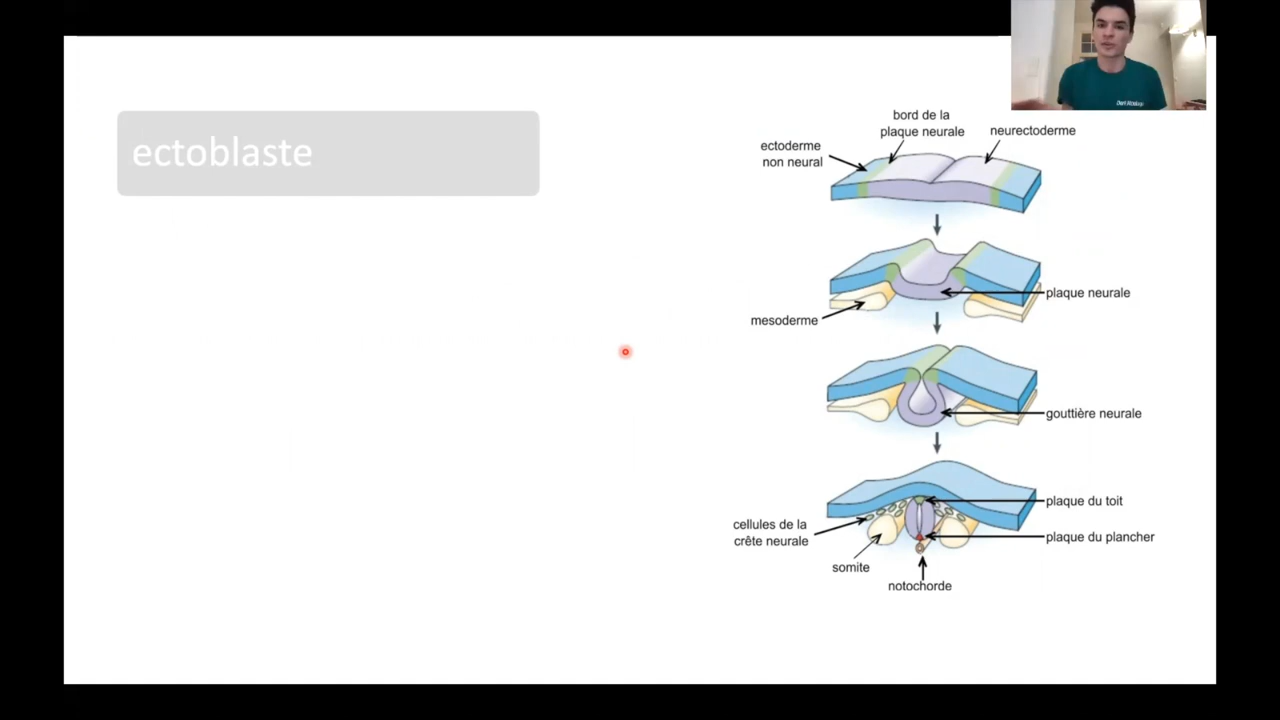 ectoblaste
bord de la
plaque neurale
neurectoderme
ectoderme
non neural
plaque neurale
mesoderme
gouttière neurale
plaque du toit
cellules de la
crête neurale
plaque du plancher
somite
notochorde